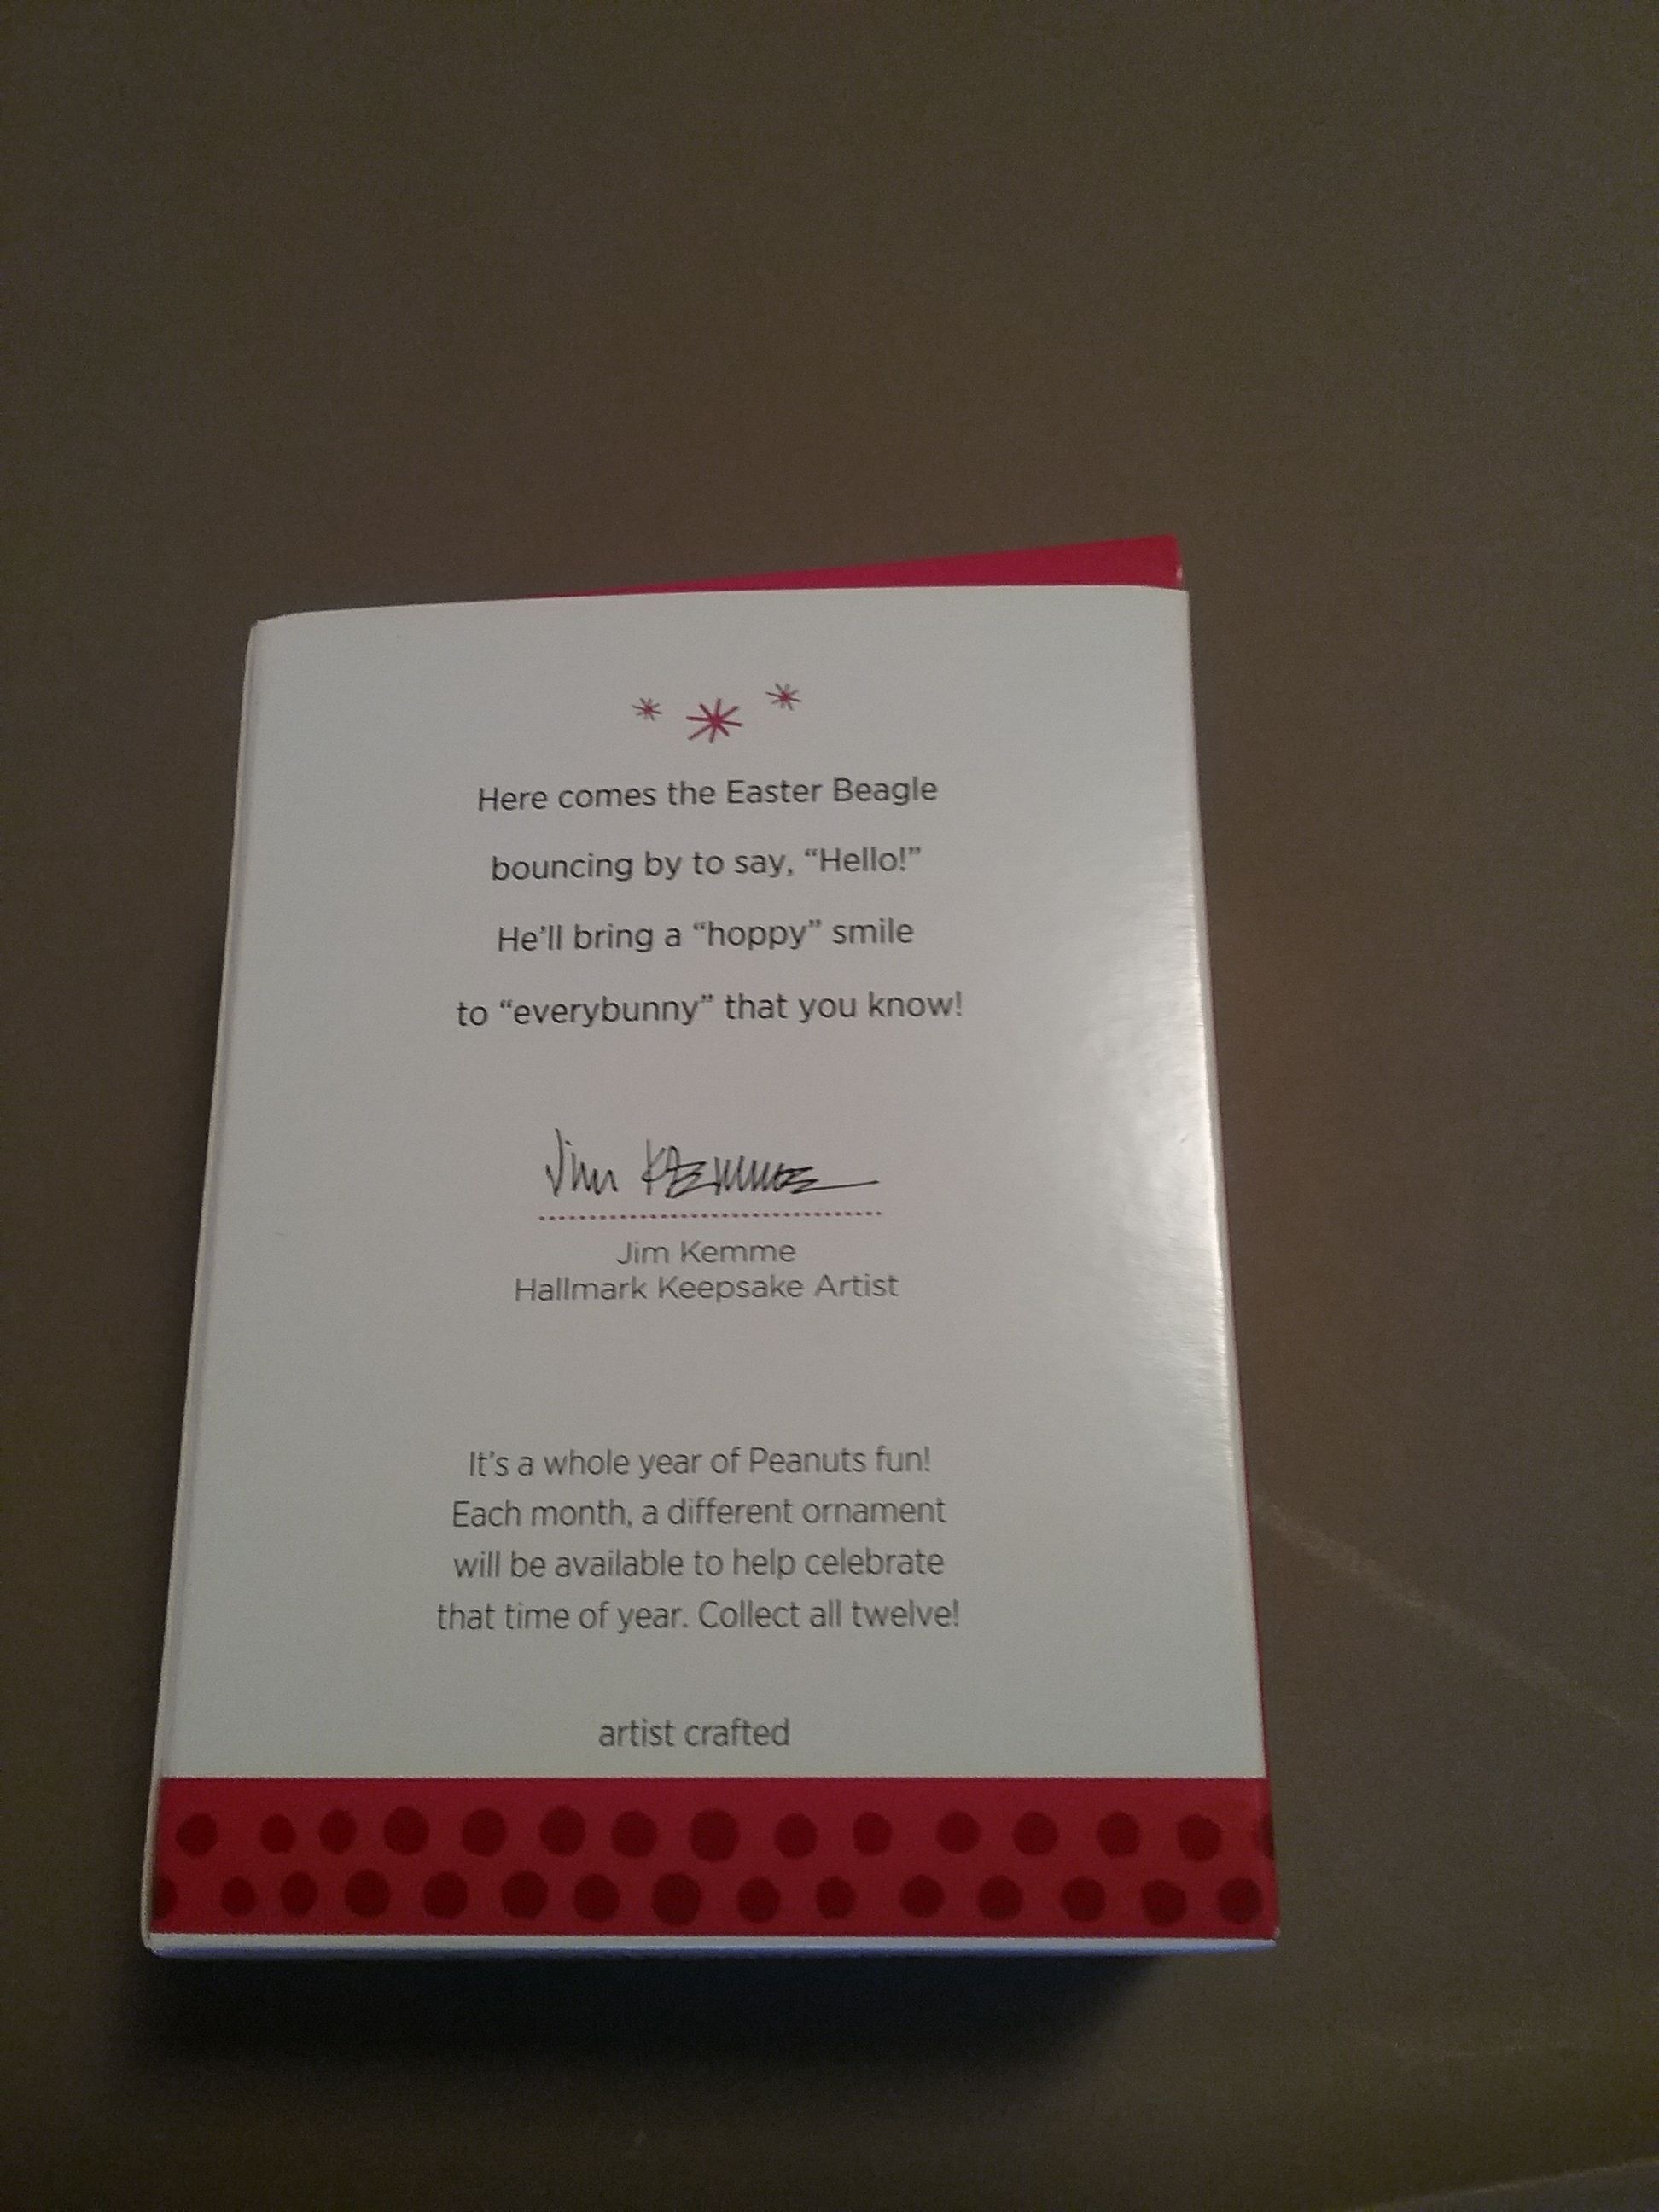 Here comes the Easter Beagle
bouncing by to say, “Hello!”
He’ll bring a “hoppy” smile
to “everybunny” that you know!
Jim Kemme
Jim Kemme
Hallmark Keepsake Artist
It’s a whole year of Peanuts fun!
Each month, a different ornament
will be available to help celebrate
that time of year. Collect all twelve!
artist crafted